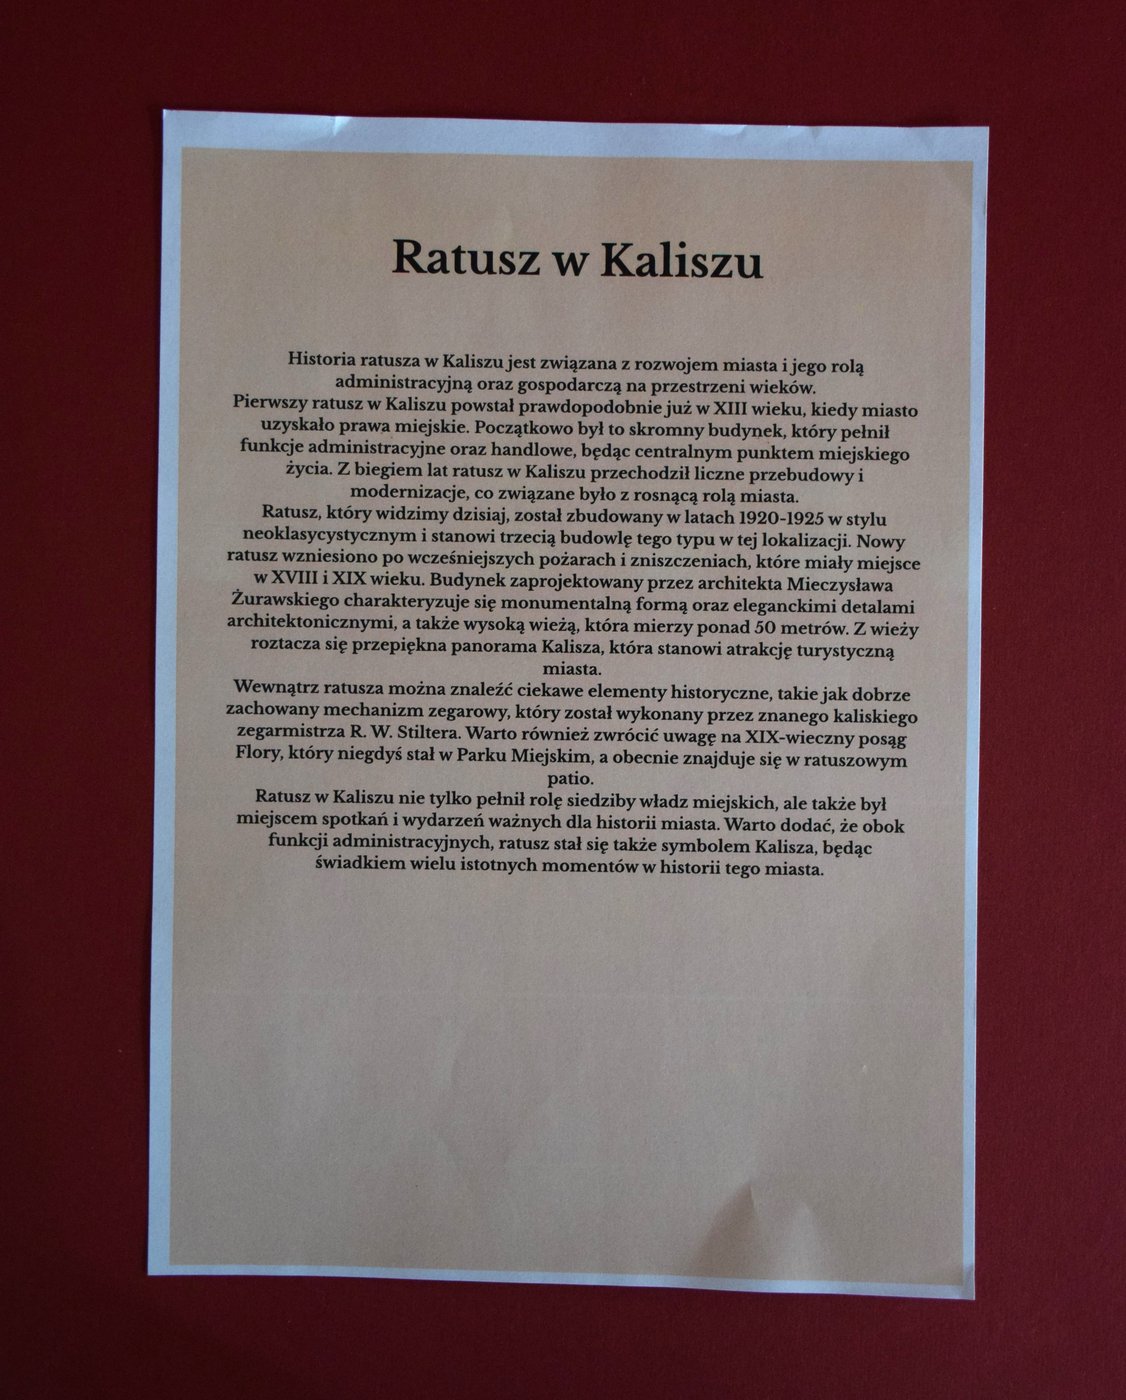 Ratusz w Kaliszu
Historia ratusza w Kaliszu jest związana z rozwojem miasta i jego rolą
administracyjną oraz gospodarczą na przestrzeni wieków.
Pierwszy ratusz w Kaliszu powstał prawdopodobnie już w XIII wieku, kiedy miasto
uzyskało prawa miejskie. Początkowo był to skromny budynek, który pełnił
funkcje administracyjne oraz handlowe, będąc centralnym punktem miejskiego
życia. Z biegiem lat ratusz w Kaliszu przechodził liczne przebudowy i
modernizacje, co związane było z rosnącą rolą miasta.
Ratusz, który widzimy dzisiaj, został zbudowany w latach 1920-1925 w stylu
neoklasycystycznym i stanowi trzecią budowlę tego typu w tej lokalizacji. Nowy
ratusz wzniesiono po wcześniejszych pożarach i zniszczeniach, które miały miejsce
w XVIII i XIX wieku. Budynek zaprojektowany przez architekta Mieczysława
Żurawskiego charakteryzuje się monumentalną formą oraz eleganckimi detalami
architektonicznymi, a także wysoką wieżą, która mierzy ponad 50 metrów. Z wieży
roztacza się przepiękna panorama Kalisza, która stanowi atrakcję turystyczną
miasta.
Wewnątrz ratusza można znaleźć ciekawe elementy historyczne, takie jak dobrze
zachowany mechanizm zegarowy, który został wykonany przez znanego kaliskiego
zegarmistrza R. W. Stiltera. Warto również zwrócić uwagę na XIX-wieczny posąg
Flory, który niegdyś stał w Parku Miejskim, a obecnie znajduje się w ratuszowym
patio.
Ratusz w Kaliszu nie tylko pełnił rolę siedziby władz miejskich, ale także był
miejscem spotkań i wydarzeń ważnych dla historii miasta. Warto dodać, że obok
funkcji administracyjnych, ratusz stał się także symbolem Kalisza, będąc
świadkiem wielu istotnych momentów w historii tego miasta.